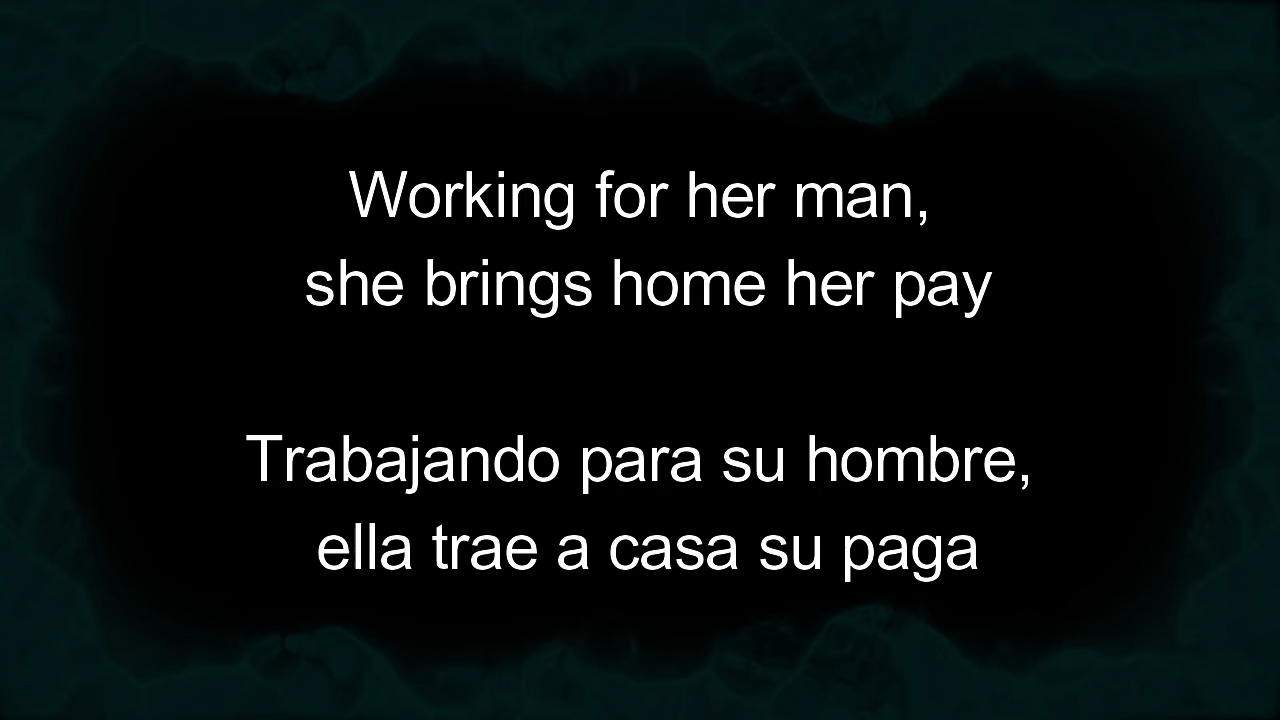 Working for her man,
she brings home her pay
Trabajando para su hombre,
ella trae a casa su paga